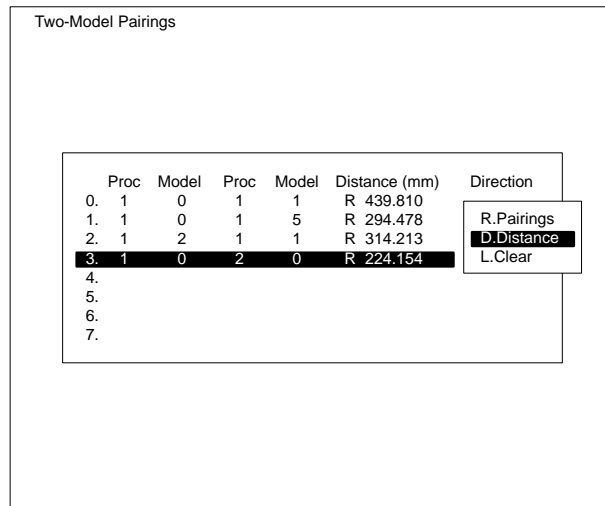 Two-Model Pairings
Proc Model Proc Model Distance (mm) Direction
0. 1 0 1 1 R 439.810
1. 1 0 1 5 R 294.478 R.Pairings
2. 1 2 1 1 R 314.213 D.Distance
3. 1 0 2 0 R 224.154 L.Clear
4.
5.
6.
7.